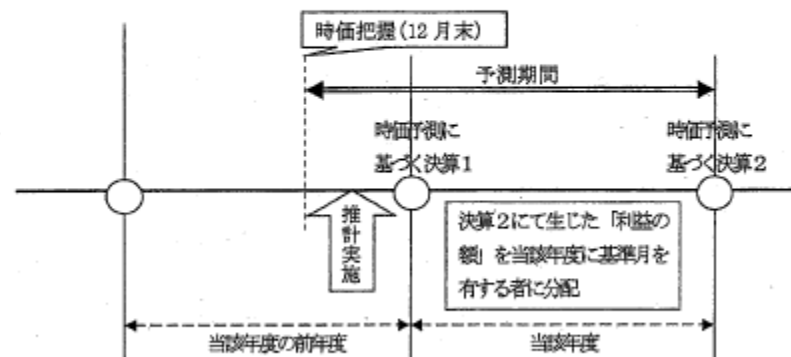 時価把握(12月末)
予測期間
時価予測に
基づく決算1
時価予測に
基づく決算2
推計実施
決算2にて生じた「利益の
額」を当該年度に基準月を
有する者に分配
当該年度の前年度
当該年度